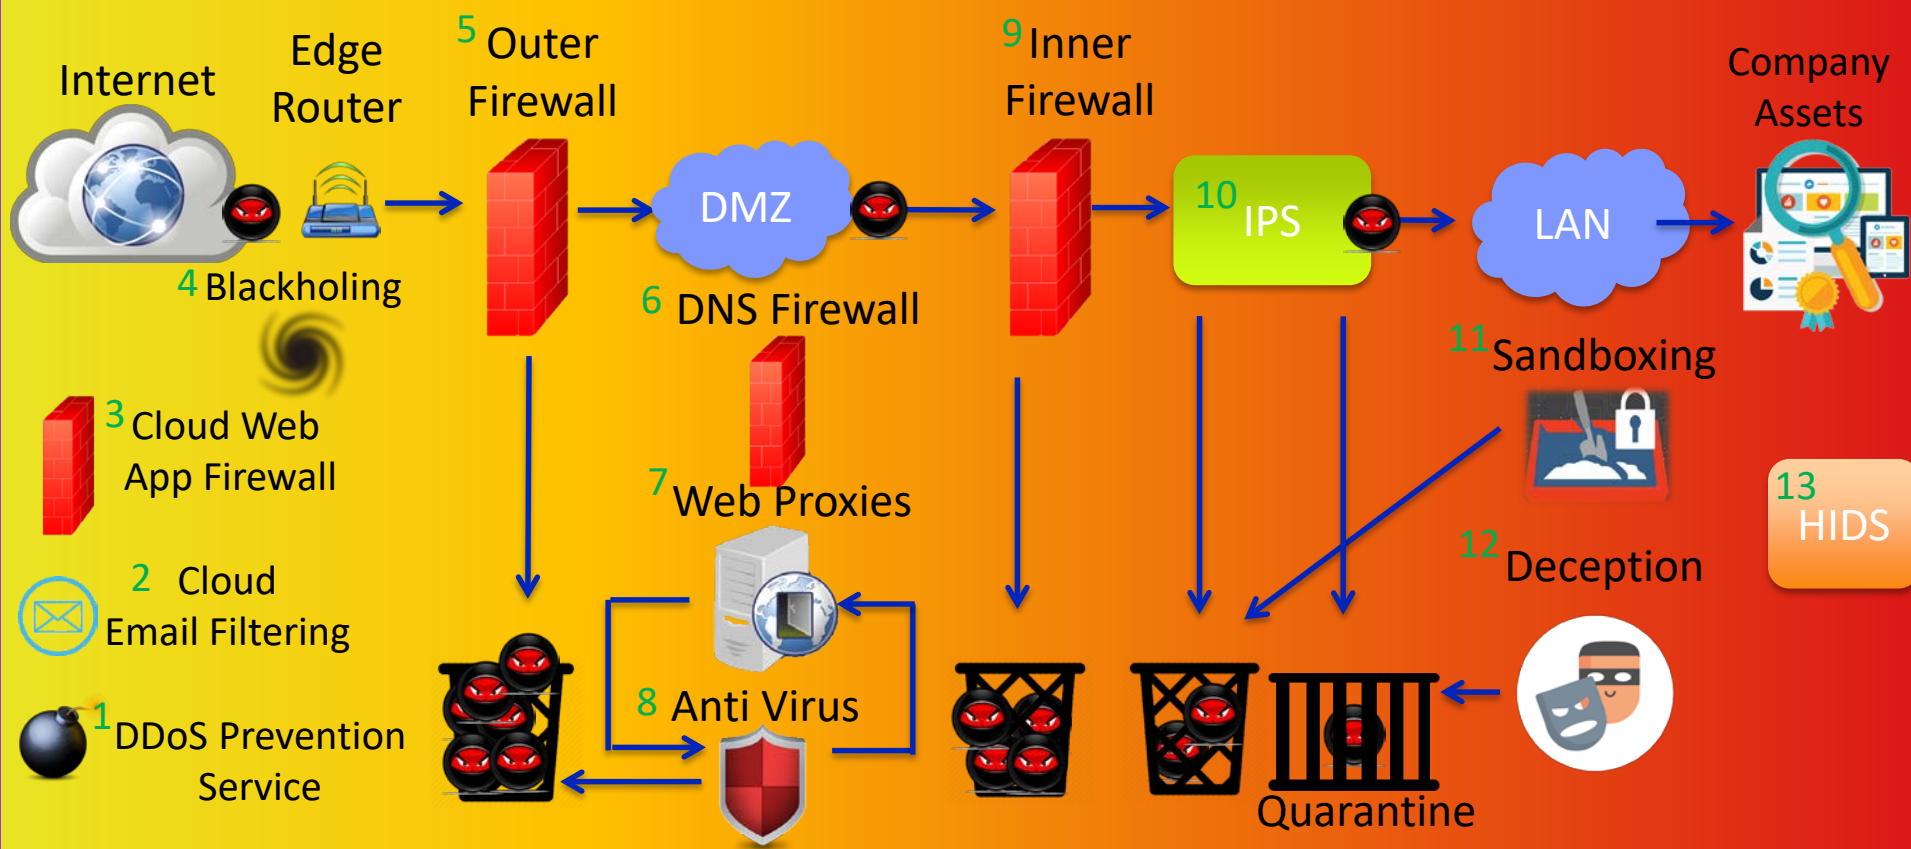 Internet
Edge
Router
5 Outer
Firewall
9 Inner
Firewall
Company
Assets
DMZ
10 IPS
LAN
4 Blackholing
6 DNS Firewall
11 Sandboxing
3 Cloud Web
App Firewall
7 Web Proxies
13
HIDS
12 Deception
2 Cloud
Email Filtering
8 Anti Virus
1 DDoS Prevention
Service
Quarantine